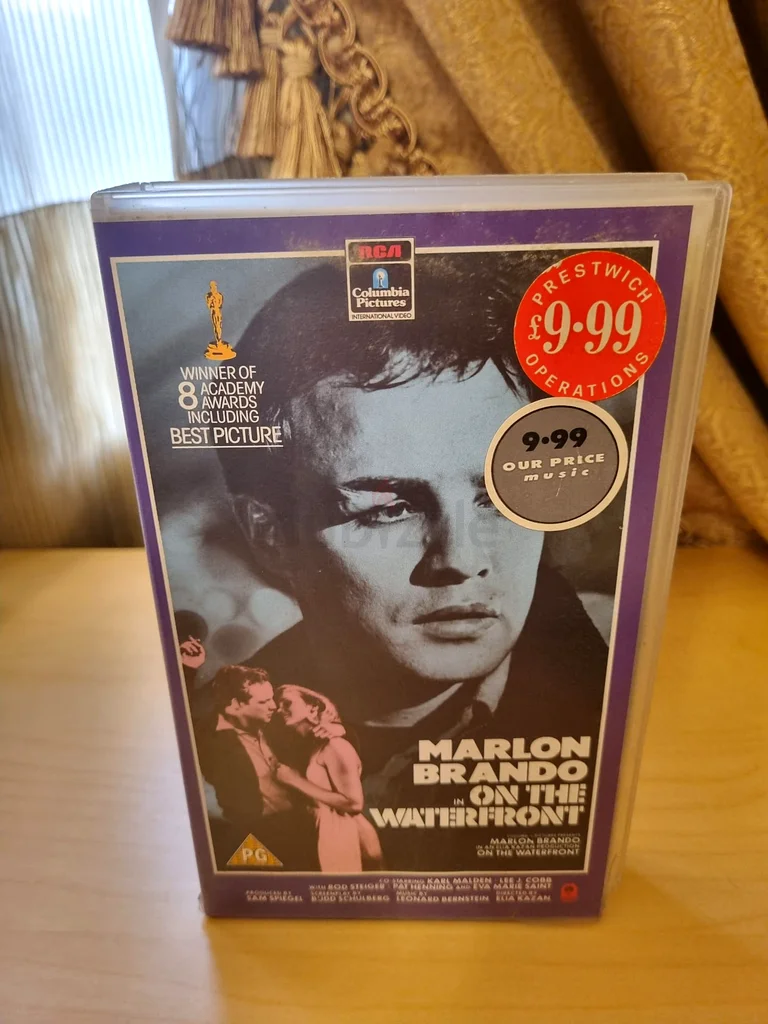 RCA
Columbia
Pictures
INTERNATIONAL VIDEO
PRESTWICH
£9·99
OPERATIONS
WINNER OF
8 ACADEMY
AWARDS
INCLUDING
BEST PICTURE
9·99
OUR PRICE
music
MARLON
BRANDO
IN ON THE
WATERFRONT
MARLON BRANDO
IN AN ELIA KAZAN PRODUCTION
ON THE WATERFRONT
PG
CO-STARRING KARL MALDEN · LEE J. COBB
WITH ROD STEIGER · PAT HENNING AND EVA MARIE SAINT
PRODUCED BY SCREENPLAY BY MUSIC BY DIRECTED BY
SAM SPIEGEL BUDD SCHULBERG LEONARD BERNSTEIN ELIA KAZAN